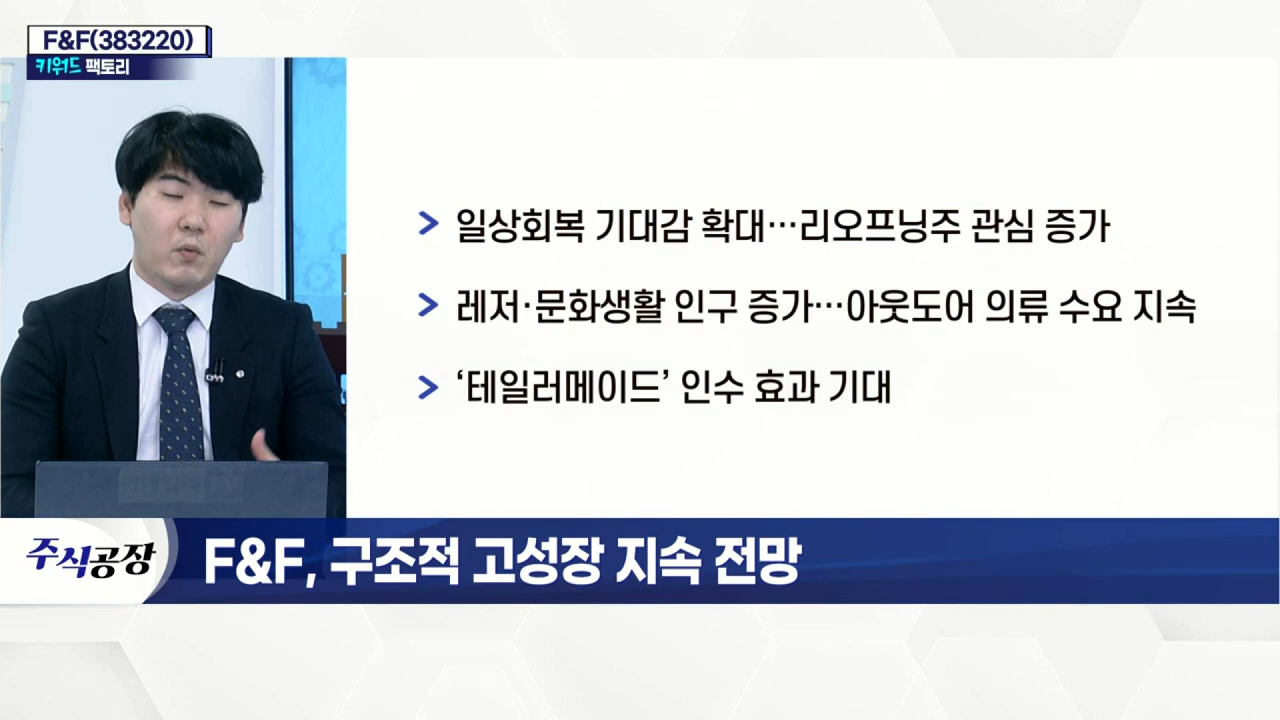 F&F(383220)
키워드 팩토리
> 일상회복 기대감 확대…리오프닝주 관심 증가
> 레저·문화생활 인구 증가…아웃도어 의류 수요 지속
> ‘테일러메이드’ 인수 효과 기대
주식공장
F&F, 구조적 고성장 지속 전망